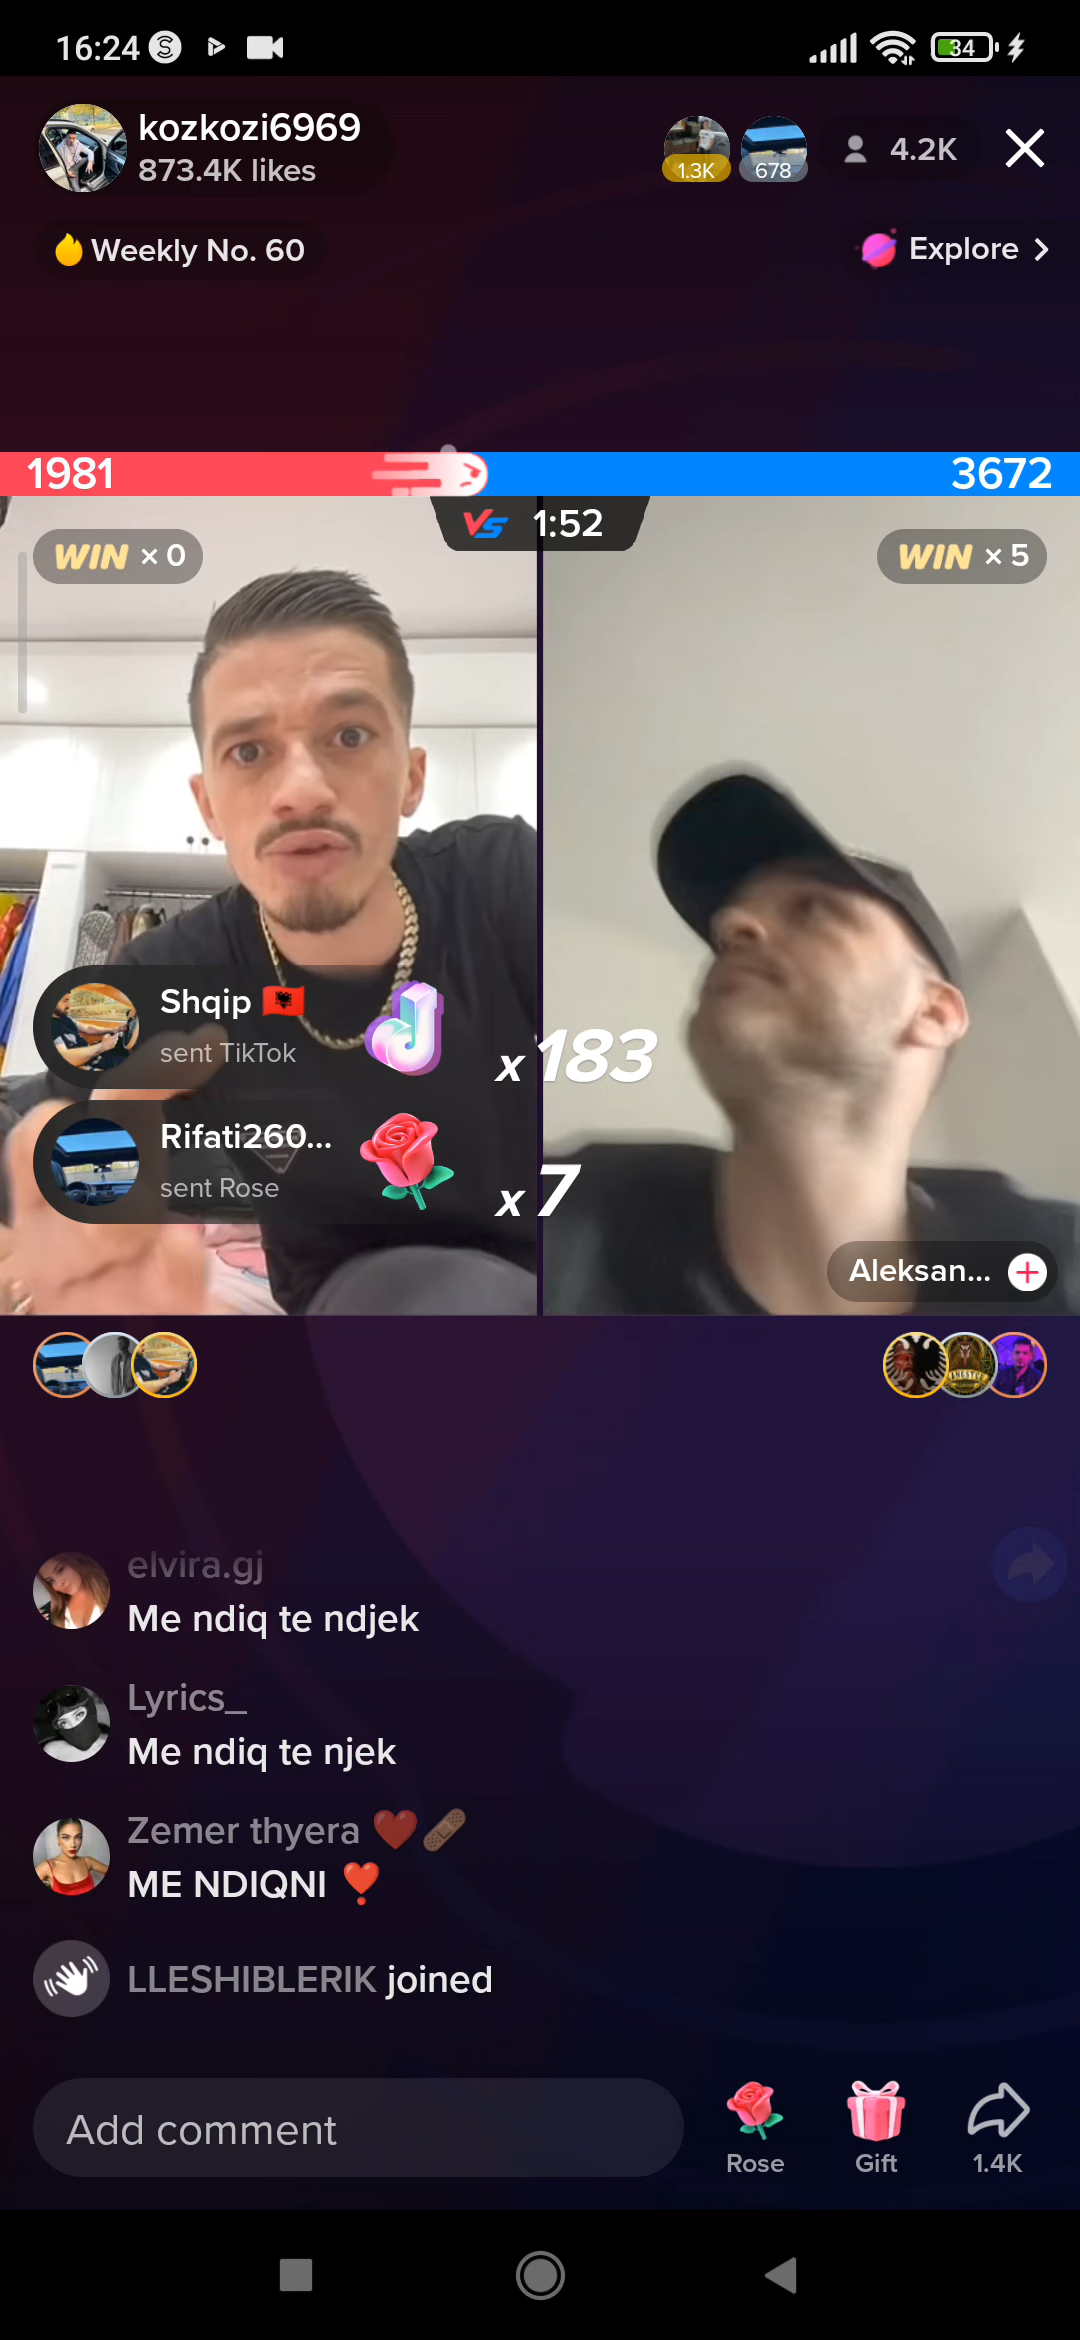 16:24
34
kozkozi6969
873.4K likes
1.3K
678
4.2K
Weekly No. 60
Explore
1981
3672
VS 1:52
WIN × 0
WIN × 5
Shqip
sent TikTok
x 183
Rifati260...
sent Rose
x 7
Aleksan...
elvira.gj
Me ndiq te ndjek
Lyrics_
Me ndiq te njek
Zemer thyera ❤️🩹
ME NDIQNI ❣️
LLESHIBLERIK joined
Add comment
Rose
Gift
1.4K